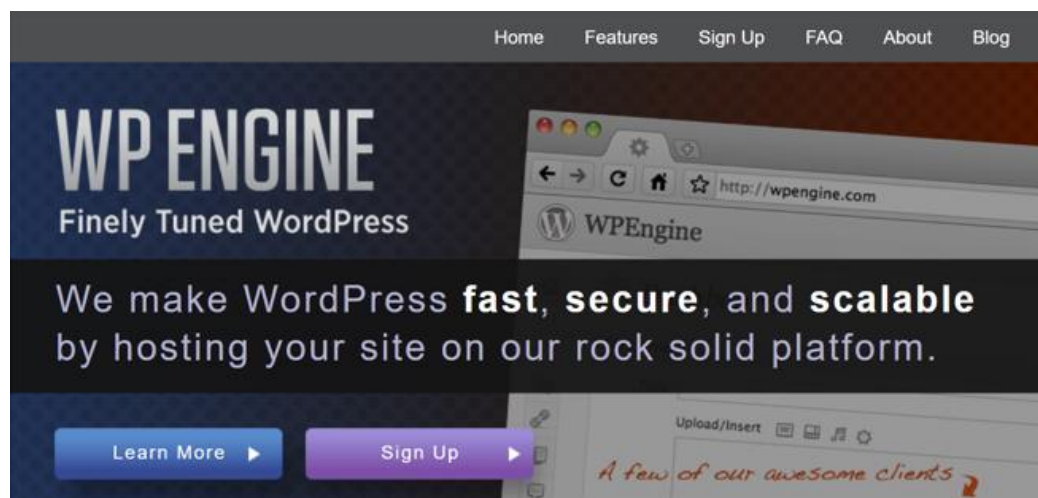 Home Features Sign Up FAQ About Blog
WP ENGINE
Finely Tuned WordPress
http://wpengine.com
WPEngine
We make WordPress fast, secure, and scalable
by hosting your site on our rock solid platform.
Upload/Insert
Learn More Sign Up
A few of our awesome clients